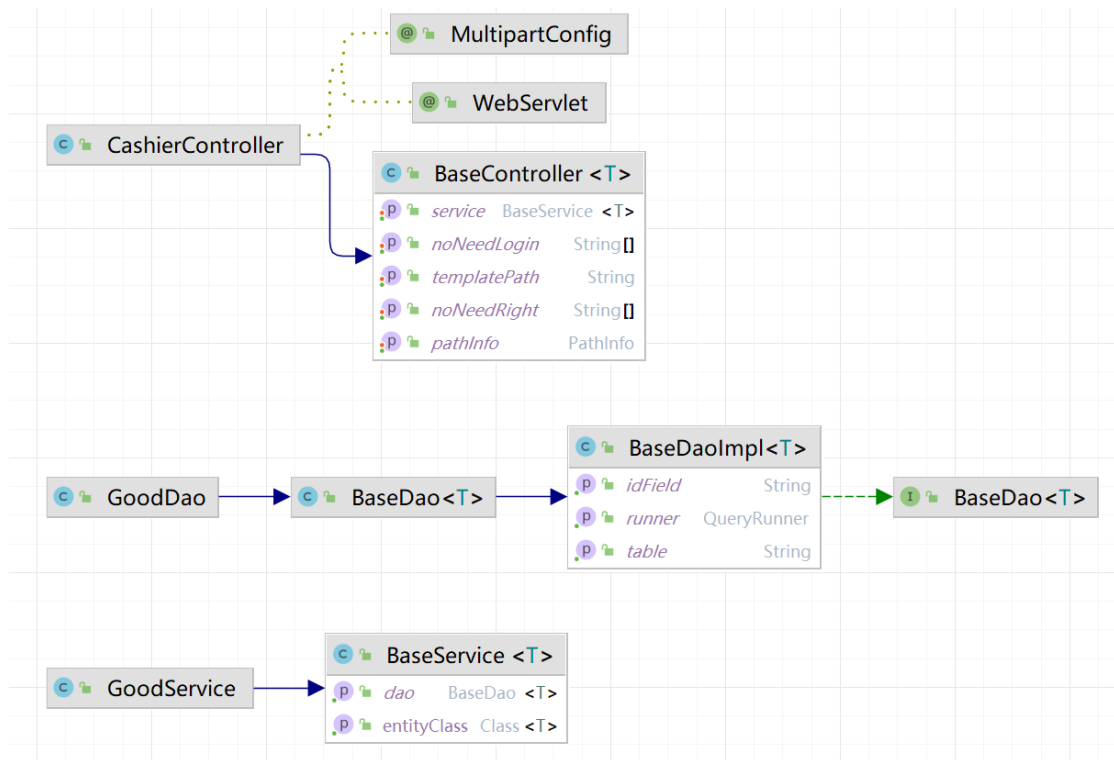 @ MultipartConfig
@ WebServlet
C CashierController
C BaseController <T>
p service BaseService <T>
p noNeedLogin String[]
p templatePath String
p noNeedRight String[]
p pathInfo PathInfo
C GoodDao
C BaseDao<T>
C BaseDaoImpl<T>
p idField String
p runner QueryRunner
p table String
I BaseDao<T>
C GoodService
C BaseService <T>
p dao BaseDao <T>
p entityClass Class <T>